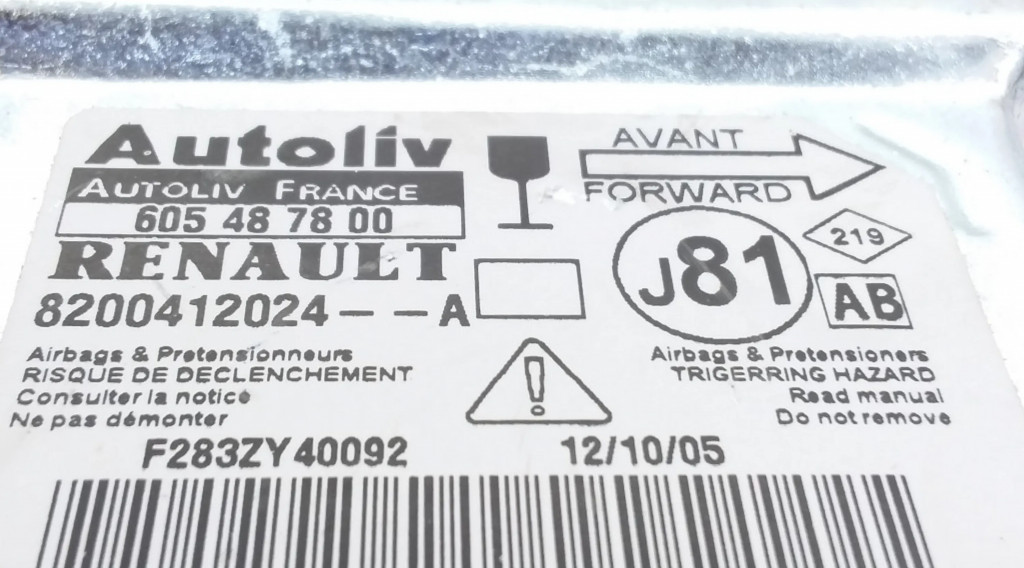 Autoliv
AUTOLIV FRANCE
605 48 78 00
RENAULT
8200412024--A
AVANT
FORWARD
J81
219
AB
Airbags & Pretensionneurs
RISQUE DE DECLENCHEMENT
Consulter la notice
Ne pas démonter
!
Airbags & Pretensioners
TRIGERRING HAZARD
Read manual
Do not remove
F283ZY40092
12/10/05